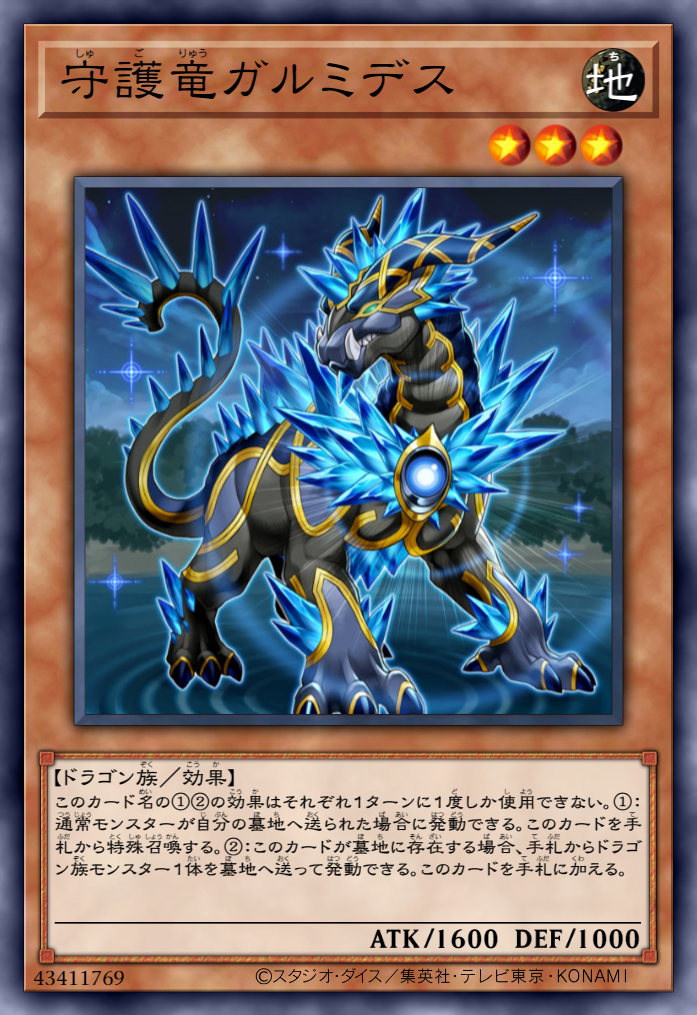 守護竜ガルミデス
地
【ドラゴン族／効果】
このカード名の①②の効果はそれぞれ1ターンに1度しか使用できない。①：
通常モンスターが自分の墓地へ送られた場合に発動できる。このカードを手
札から特殊召喚する。②：このカードが墓地に存在する場合、手札からドラゴ
ン族モンスター1体を墓地へ送って発動できる。このカードを手札に加える。
ATK/1600 DEF/1000
43411769 ©スタジオ・ダイス／集英社・テレビ東京・KONAMI